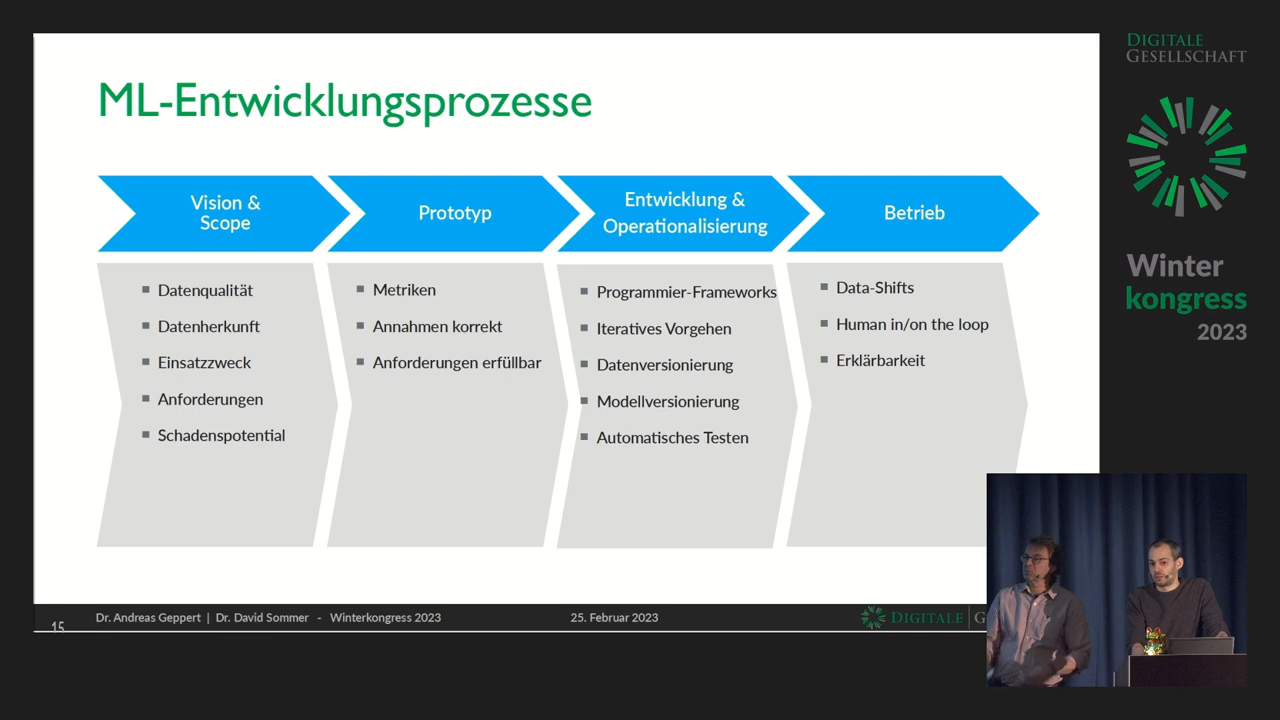 ML-Entwicklungsprozesse
Vision &
Scope
Prototyp
Entwicklung &
Operationalisierung
Betrieb
Datenqualität
Datenherkunft
Einsatzzweck
Anforderungen
Schadenspotential
Metriken
Annahmen korrekt
Anforderungen erfüllbar
Programmier-Frameworks
Iteratives Vorgehen
Datenversionierung
Modellversionierung
Automatisches Testen
Data-Shifts
Human in/on the loop
Erklärbarkeit
15
Dr. Andreas Geppert | Dr. David Sommer - Winterkongress 2023
25. Februar 2023
DIGITALE G
DIGITALE
GESELLSCHAFT
Winter
kongress
2023